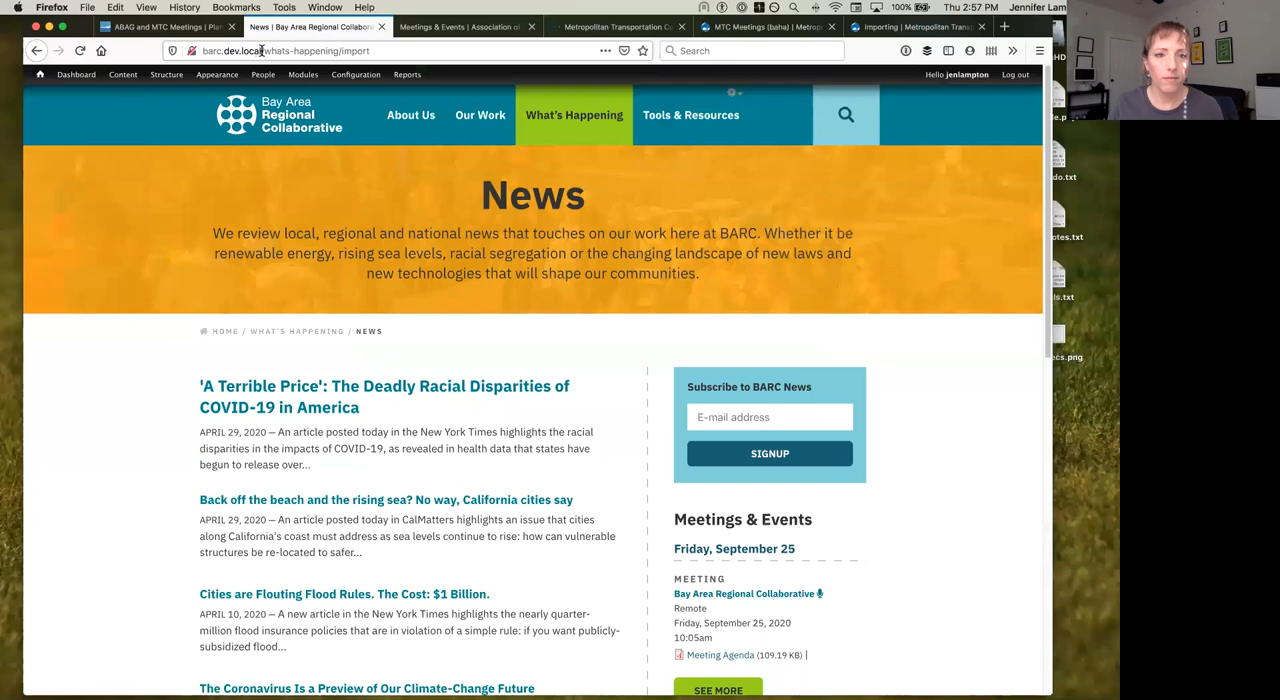 Firefox File Edit View History Bookmarks Tools Window Help 100% Thu 2:57 PM Jennifer Lam
ABAG and MTC Meetings | Pla News | Bay Area Regional Collabora Meetings & Events | Association o Metropolitan Transportation C MTC Meetings (baha) | Metrop Importing | Metropolitan Trans
barc.dev.local/whats-happening/import Search
Dashboard Content Structure Appearance People Modules Configuration Reports Hello jenlampton Log out
Bay Area
Regional
Collaborative
About Us Our Work What's Happening Tools & Resources
News
We review local, regional and national news that touches on our work here at BARC. Whether it be
renewable energy, rising sea levels, racial segregation or the changing landscape of new laws and
new technologies that will shape our communities.
HOME / WHAT'S HAPPENING / NEWS
'A Terrible Price': The Deadly Racial Disparities of
COVID-19 in America
APRIL 29, 2020 — An article posted today in the New York Times highlights the racial
disparities in the impacts of COVID-19, as revealed in health data that states have
begun to release over...
Back off the beach and the rising sea? No way, California cities say
APRIL 29, 2020 — An article posted today in CalMatters highlights an issue that cities
along California's coast must address as sea levels continue to rise: how can vulnerable
structures be re-located to safer...
Cities are Flouting Flood Rules. The Cost: $1 Billion.
APRIL 10, 2020 — A new article in the New York Times highlights the nearly quarter-
million flood insurance policies that are in violation of a simple rule: if you want publicly-
subsidized flood...
The Coronavirus Is a Preview of Our Climate-Change Future
Subscribe to BARC News
E-mail address
SIGNUP
Meetings & Events
Friday, September 25
MEETING
Bay Area Regional Collaborative
Remote
Friday, September 25, 2020
10:05am
Meeting Agenda (109.19 KB) |
SEE MORE
HD
le.p
do.txt
otes.txt
ls.txt
ecs.png